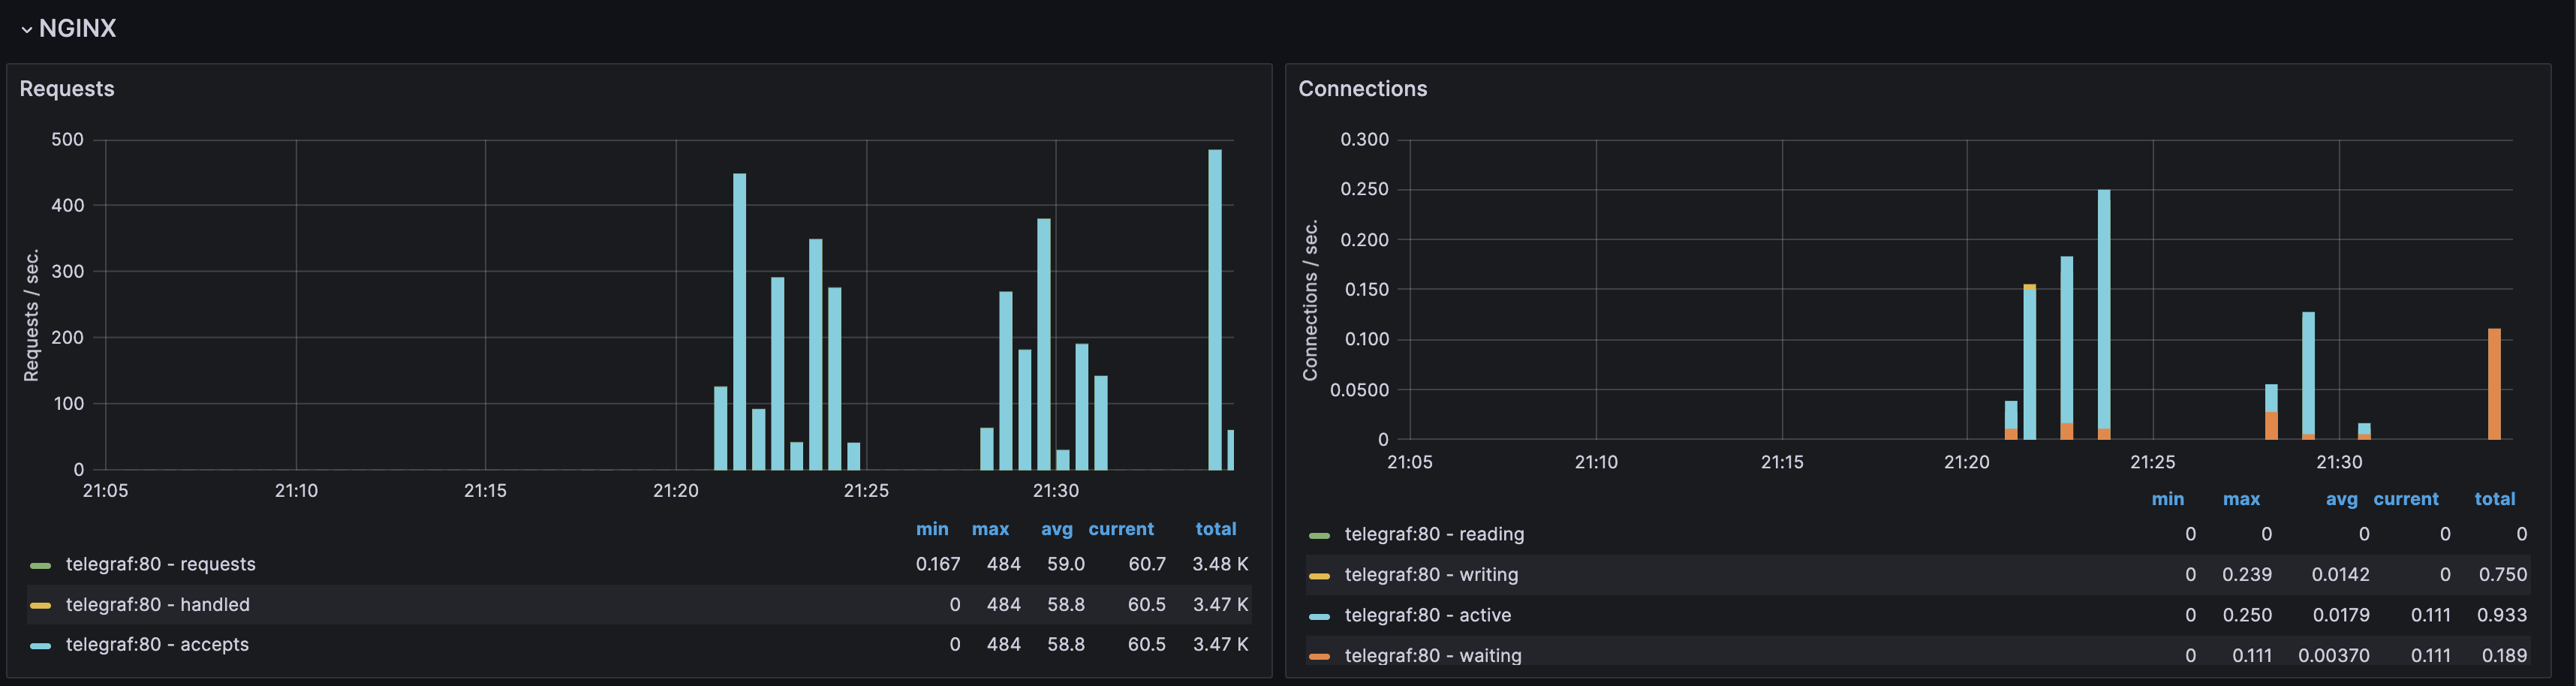 NGINX
Requests
Requests / sec.
500
400
300
200
100
0
21:05 21:10 21:15 21:20 21:25 21:30
min max avg current total
telegraf:80 - requests 0.167 484 59.0 60.7 3.48 K
telegraf:80 - handled 0 484 58.8 60.5 3.47 K
telegraf:80 - accepts 0 484 58.8 60.5 3.47 K
Connections
Connections / sec.
0.300
0.250
0.200
0.150
0.100
0.0500
0
21:05 21:10 21:15 21:20 21:25 21:30
min max avg current total
telegraf:80 - reading 0 0 0 0 0
telegraf:80 - writing 0 0.239 0.0142 0 0.750
telegraf:80 - active 0 0.250 0.0179 0.111 0.933
telegraf:80 - waiting 0 0.111 0.00370 0.111 0.189